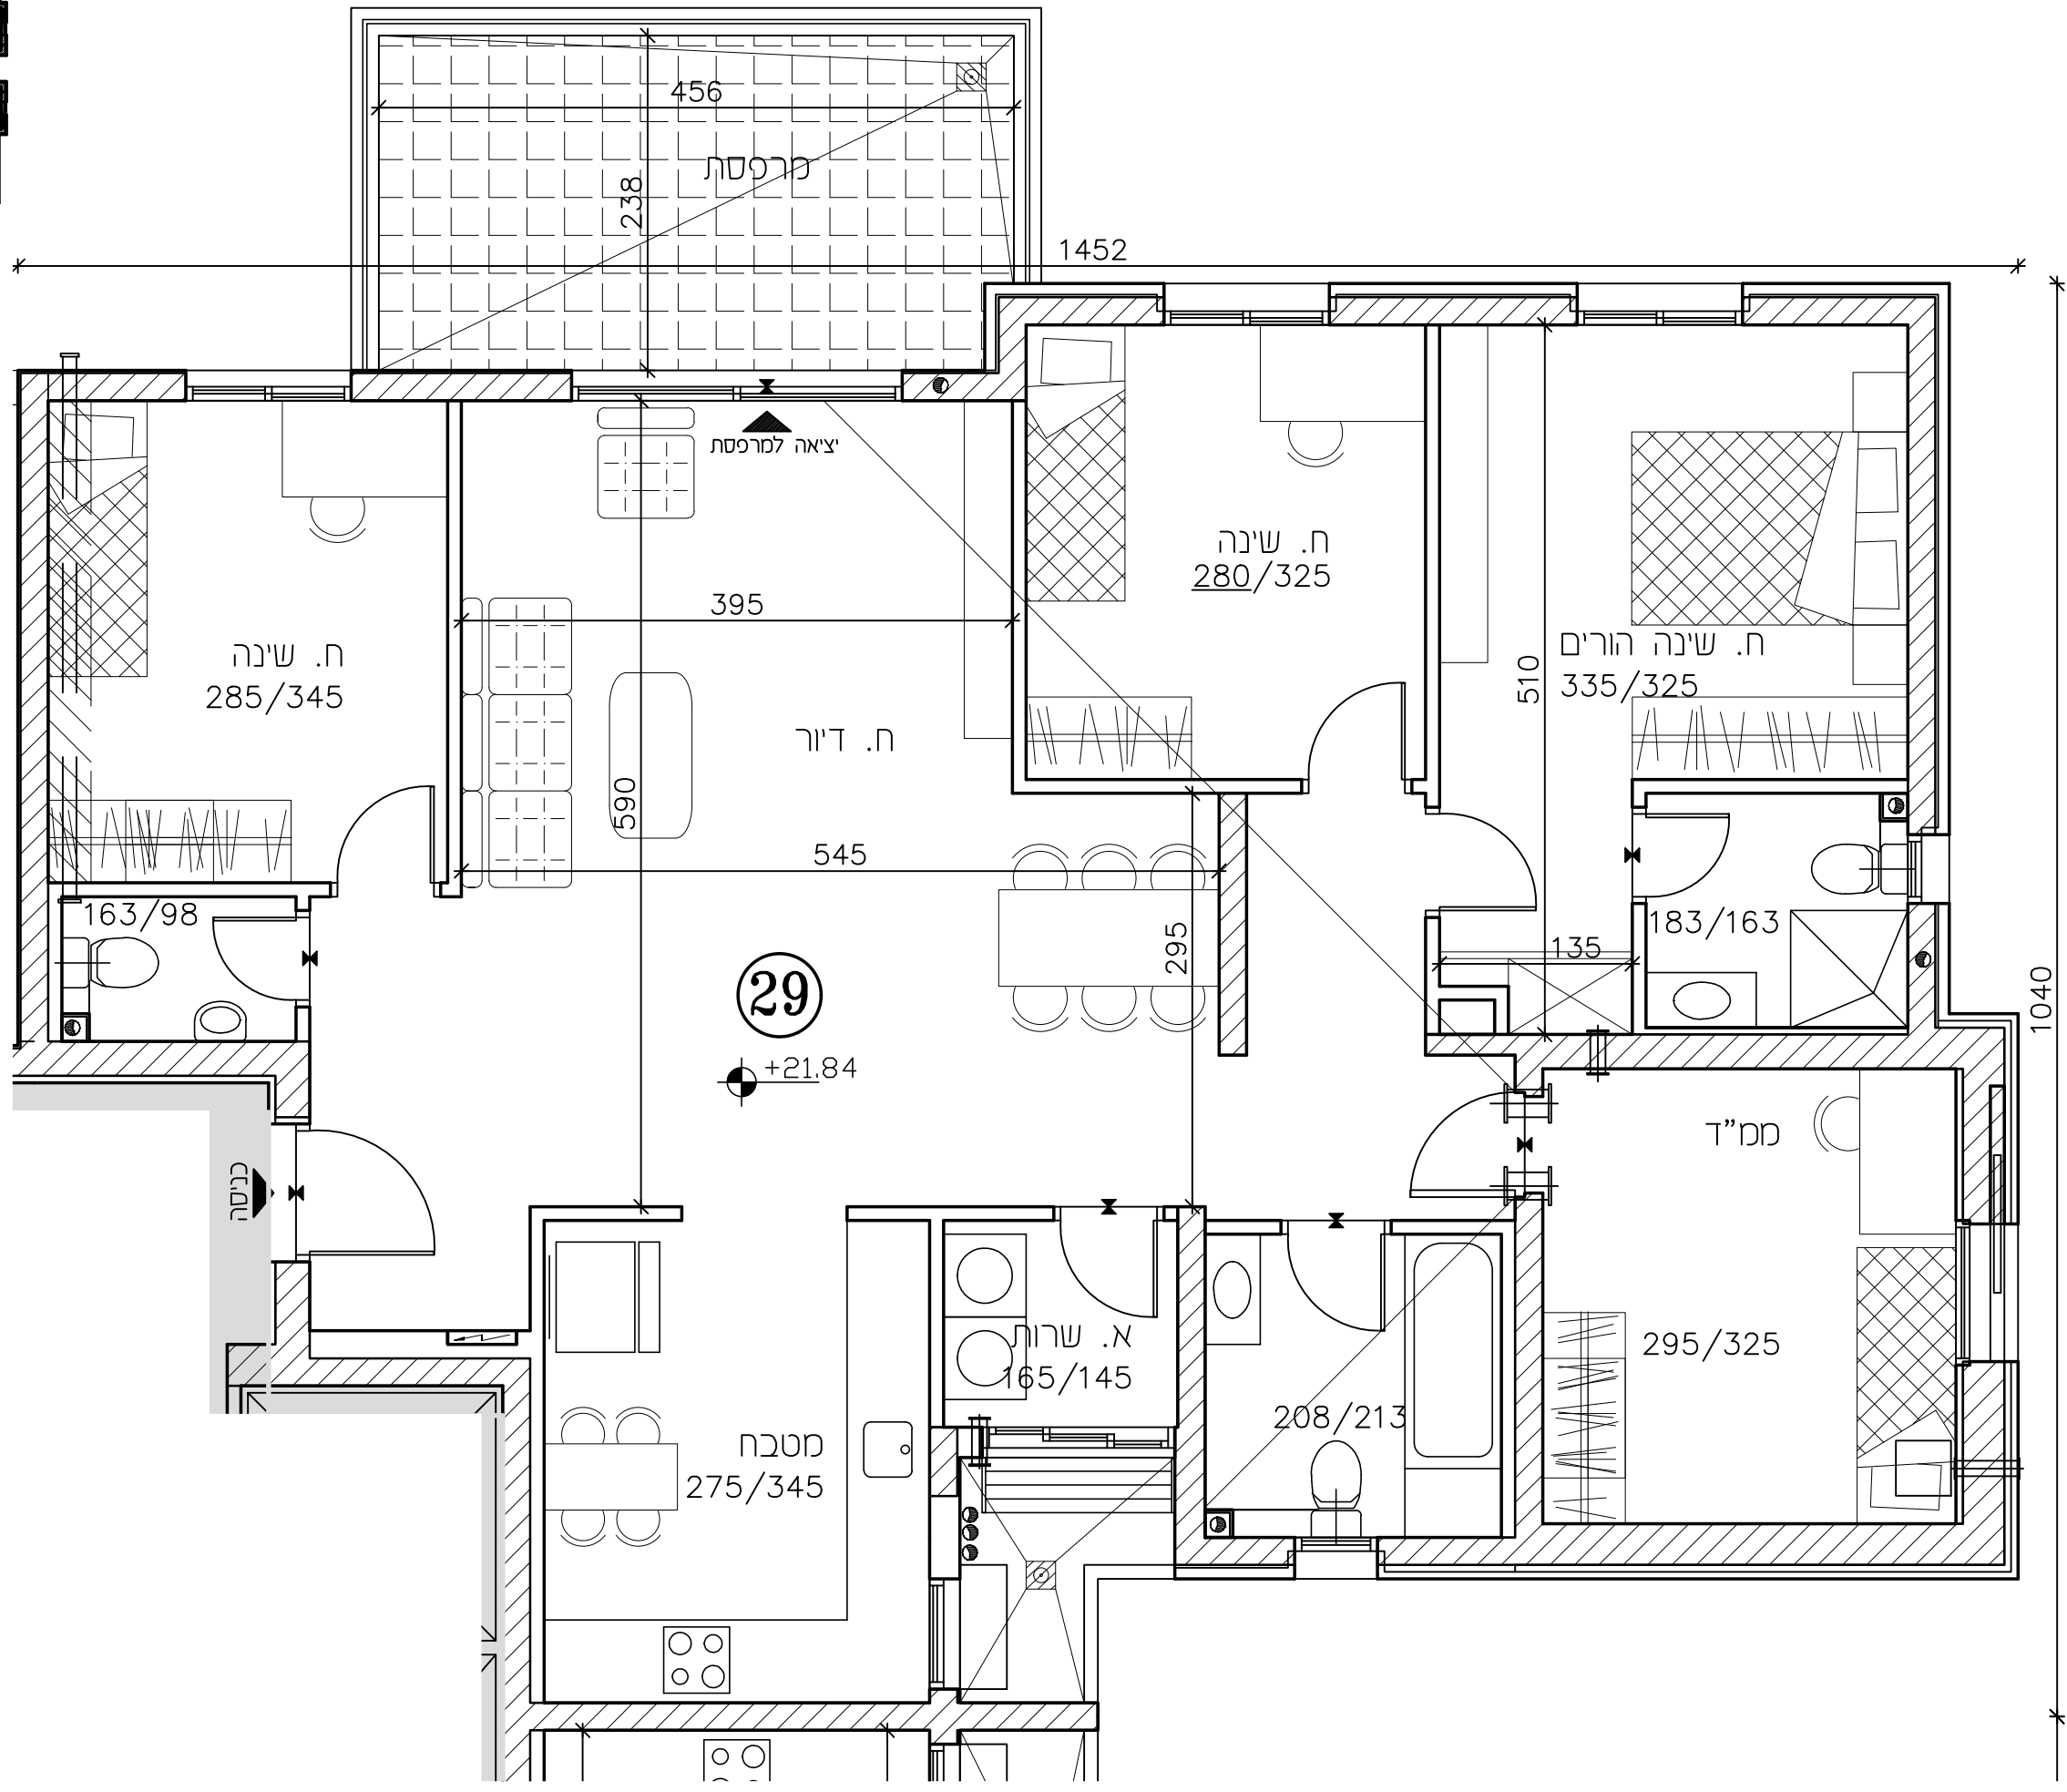 456
מרפסת
238
1452
יציאה למרפסת
ח. שינה
280/325
395
ח. שינה
285/345
ח. שינה הורים
335/325
510
ח. דיור
590
545
163/98
183/163
295
135
29
1040
+21.84
ממ"ד
כניסה
א. שרות
165/145
295/325
208/213
מטבח
275/345